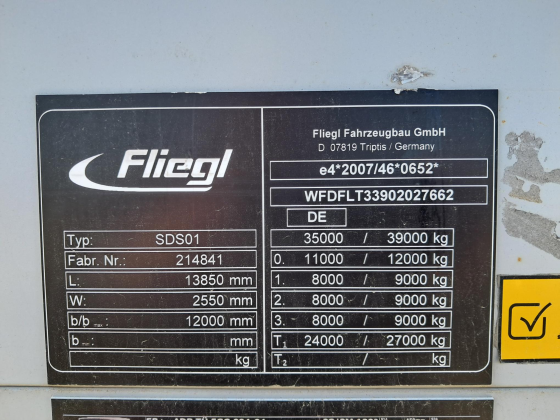 Fliegl
Typ: SDS01
Fabr. Nr.: 214841
L: 13850 mm
W: 2550 mm
b/b max.: 12000 mm
b min.: mm
kg
Fliegl Fahrzeugbau GmbH
D 07819 Triptis / Germany
e4*2007/46*0652*
WFDFLT33902027662
DE
35000 / 39000 kg
0. 11000 / 12000 kg
1. 8000 / 9000 kg
2. 8000 / 9000 kg
3. 8000 / 9000 kg
T1 24000 / 27000 kg
T2 / kg